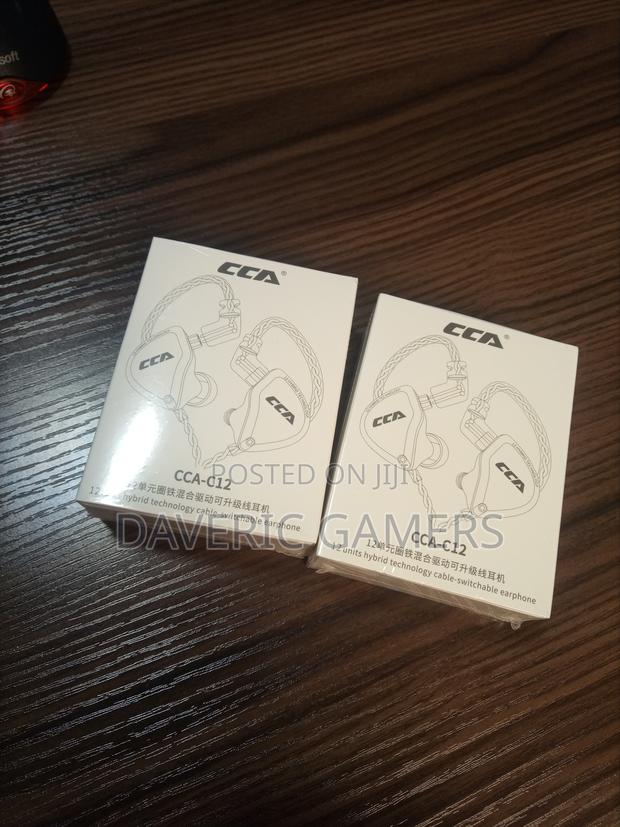 soft
CCA®
CCA
CCA
CCA-C12
12单元圈铁混合驱动可升级线耳机
12 units hybrid technology cable-switchable earphone
CCA®
CCA
CCA
CCA-C12
12单元圈铁混合驱动可升级线耳机
12 units hybrid technology cable-switchable earphone
POSTED ON JIJI
DAVERIC GAMERS